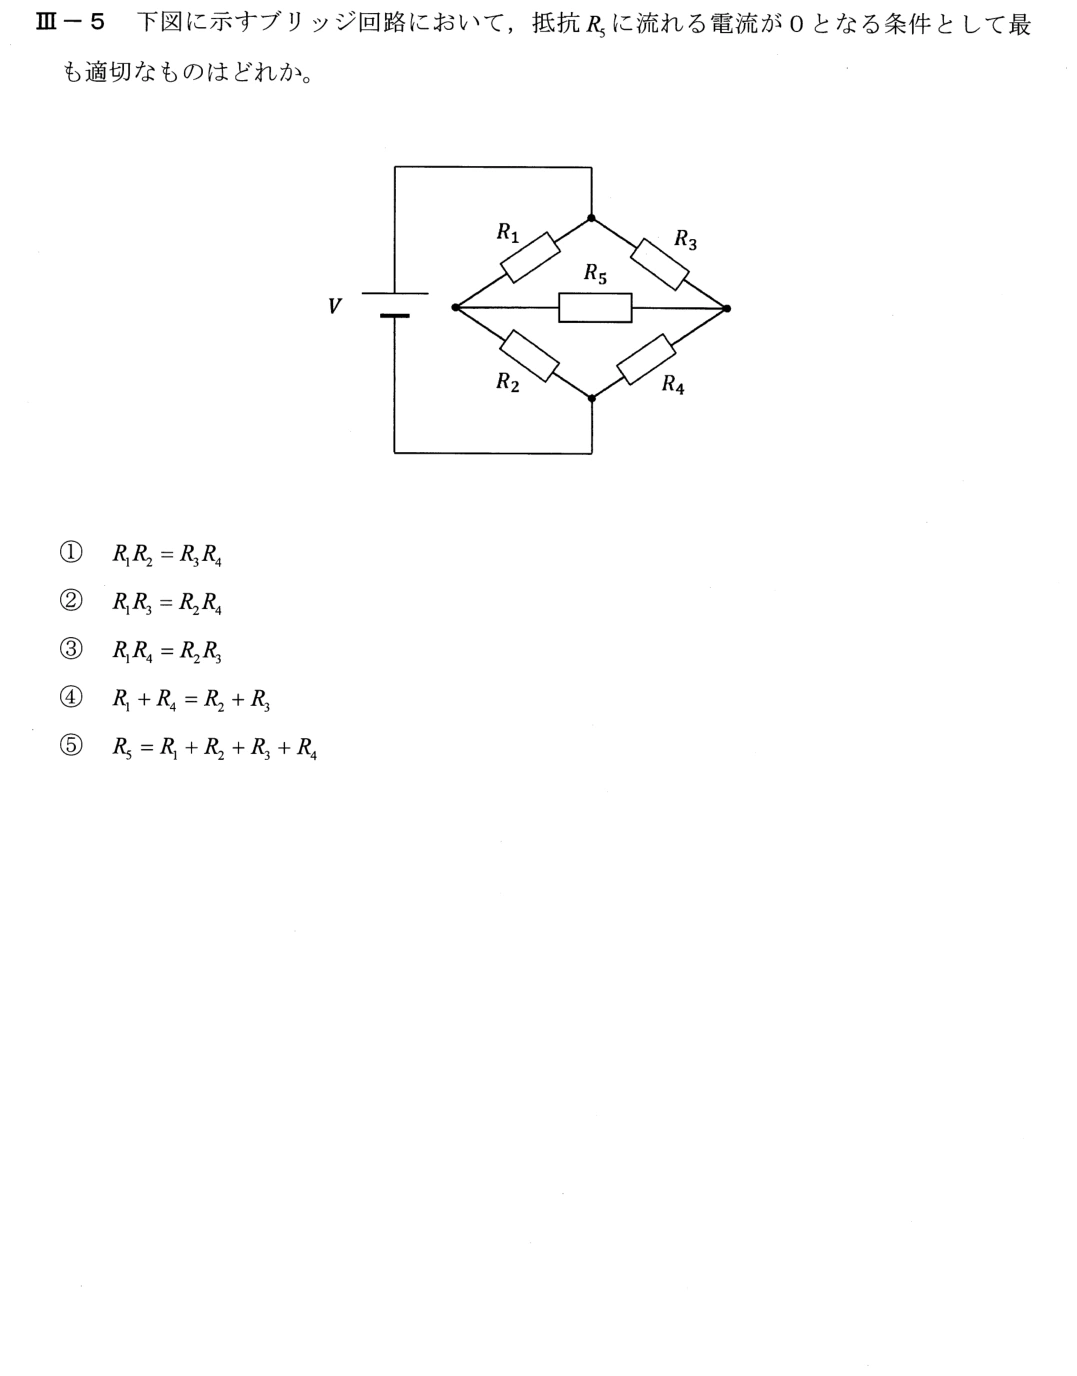 Ⅲ－5　下図に示すブリッジ回路において，抵抗 R₅ に流れる電流が０となる条件として最
も適切なものはどれか。
R₁
R₃
R₅
V
R₂
R₄
① R₁R₂ = R₃R₄
② R₁R₃ = R₂R₄
③ R₁R₄ = R₂R₃
④ R₁ + R₄ = R₂ + R₃
⑤ R₅ = R₁ + R₂ + R₃ + R₄